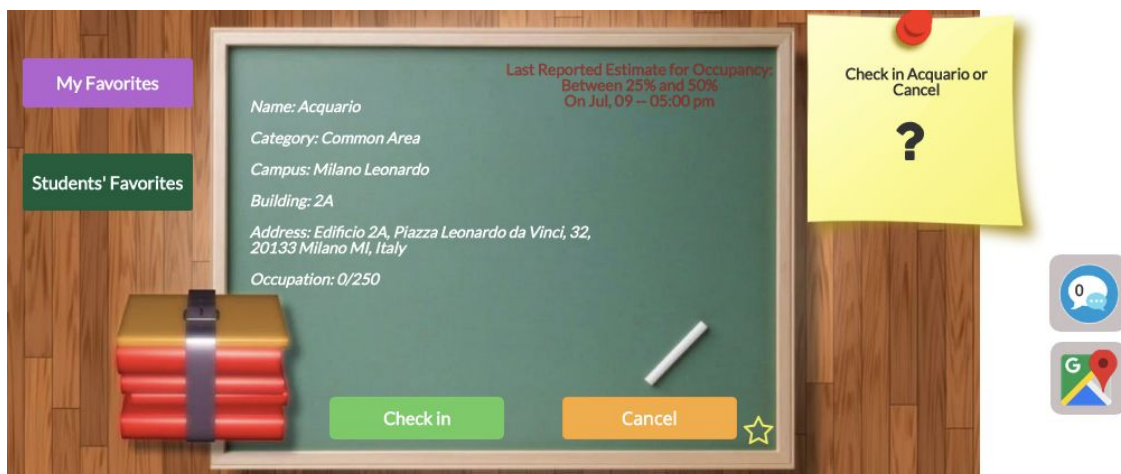 My Favorites
Students' Favorites
Last Reported Estimate for Occupancy:
Between 25% and 50%
On Jul, 09 -- 05:00 pm
Name: Acquario
Category: Common Area
Campus: Milano Leonardo
Building: 2A
Address: Edificio 2A, Piazza Leonardo da Vinci, 32,
20133 Milano MI, Italy
Occupation: 0/250
Check in
Cancel
Check in Acquario or
Cancel
?
0
G